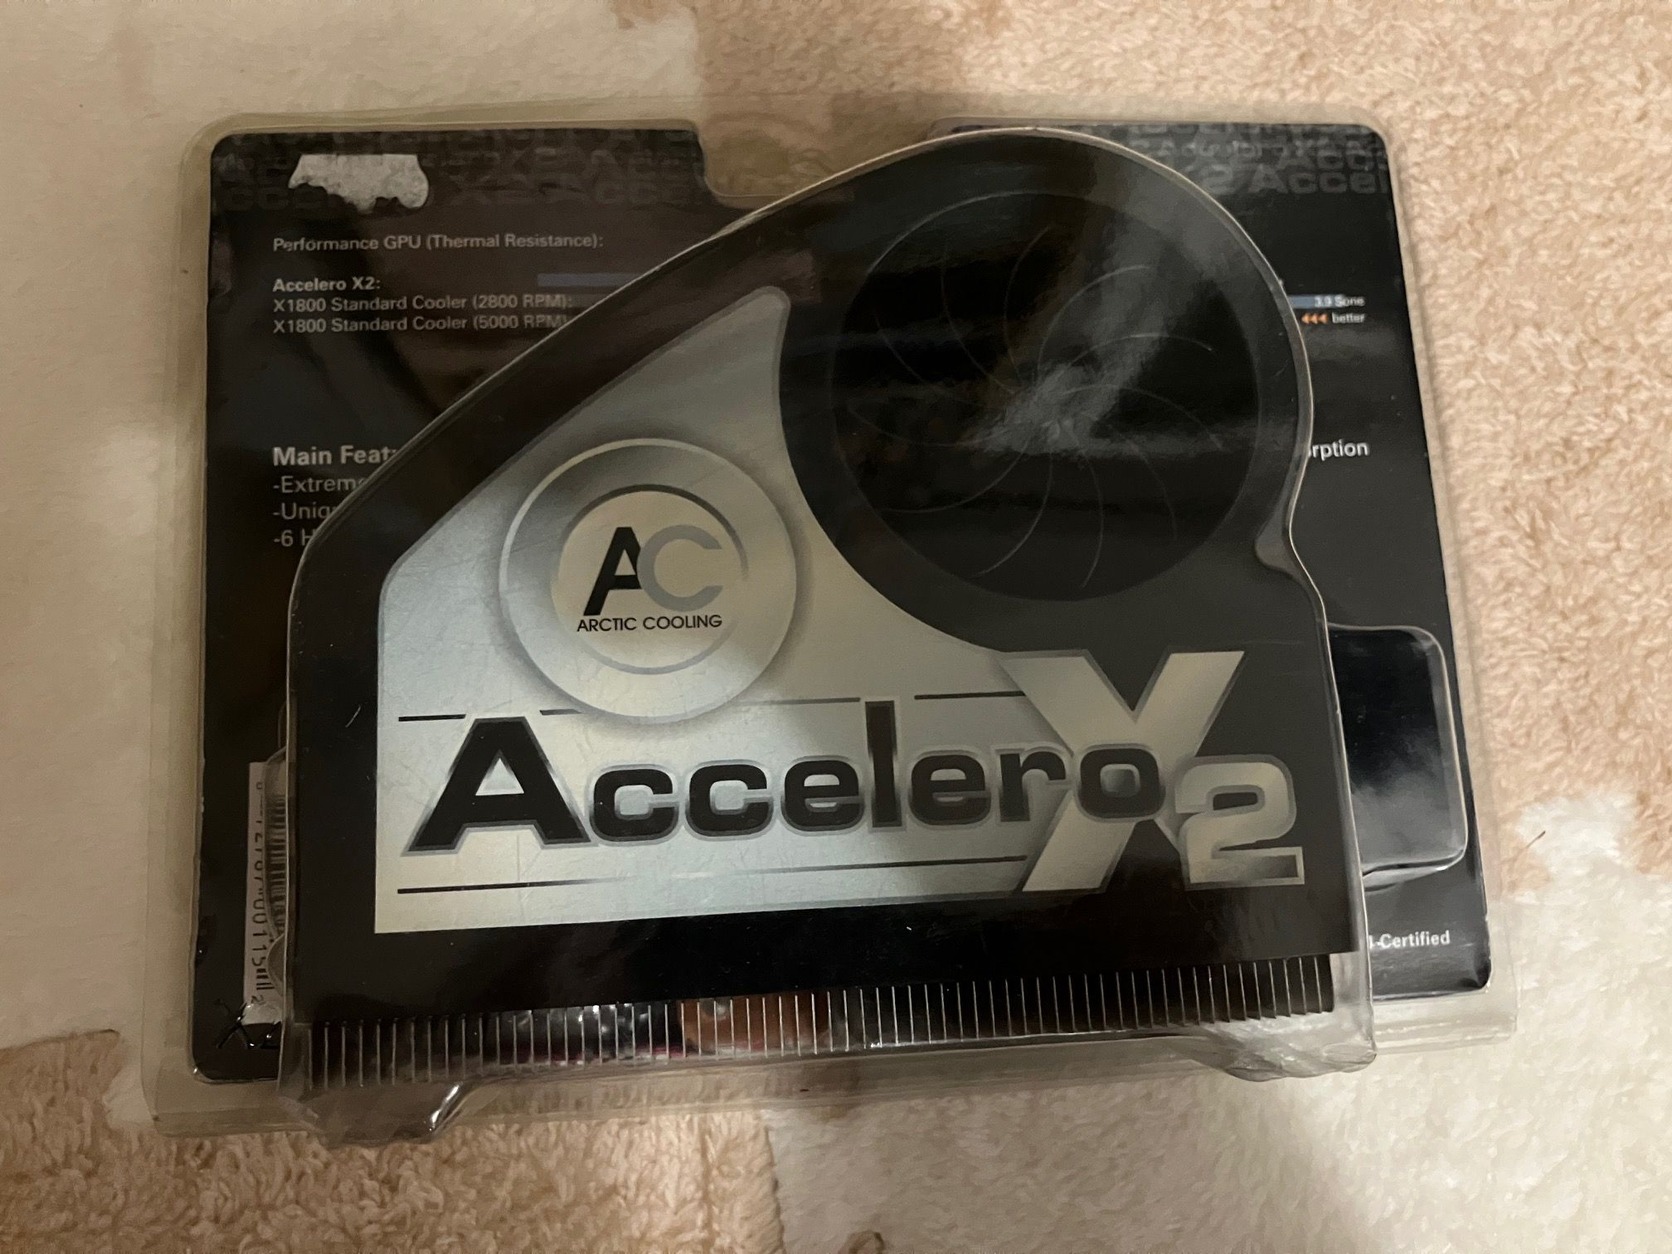 Performance GPU (Thermal Resistance):
Accelero X2:
X1800 Standard Cooler (2800 RPM):
X1800 Standard Cooler (5000 RPM)
3.9 Sone
better
Main Feat
-Extreme
-Uniq
-6 H
rption
AC
ARCTIC COOLING
Accelero X2
-Certified